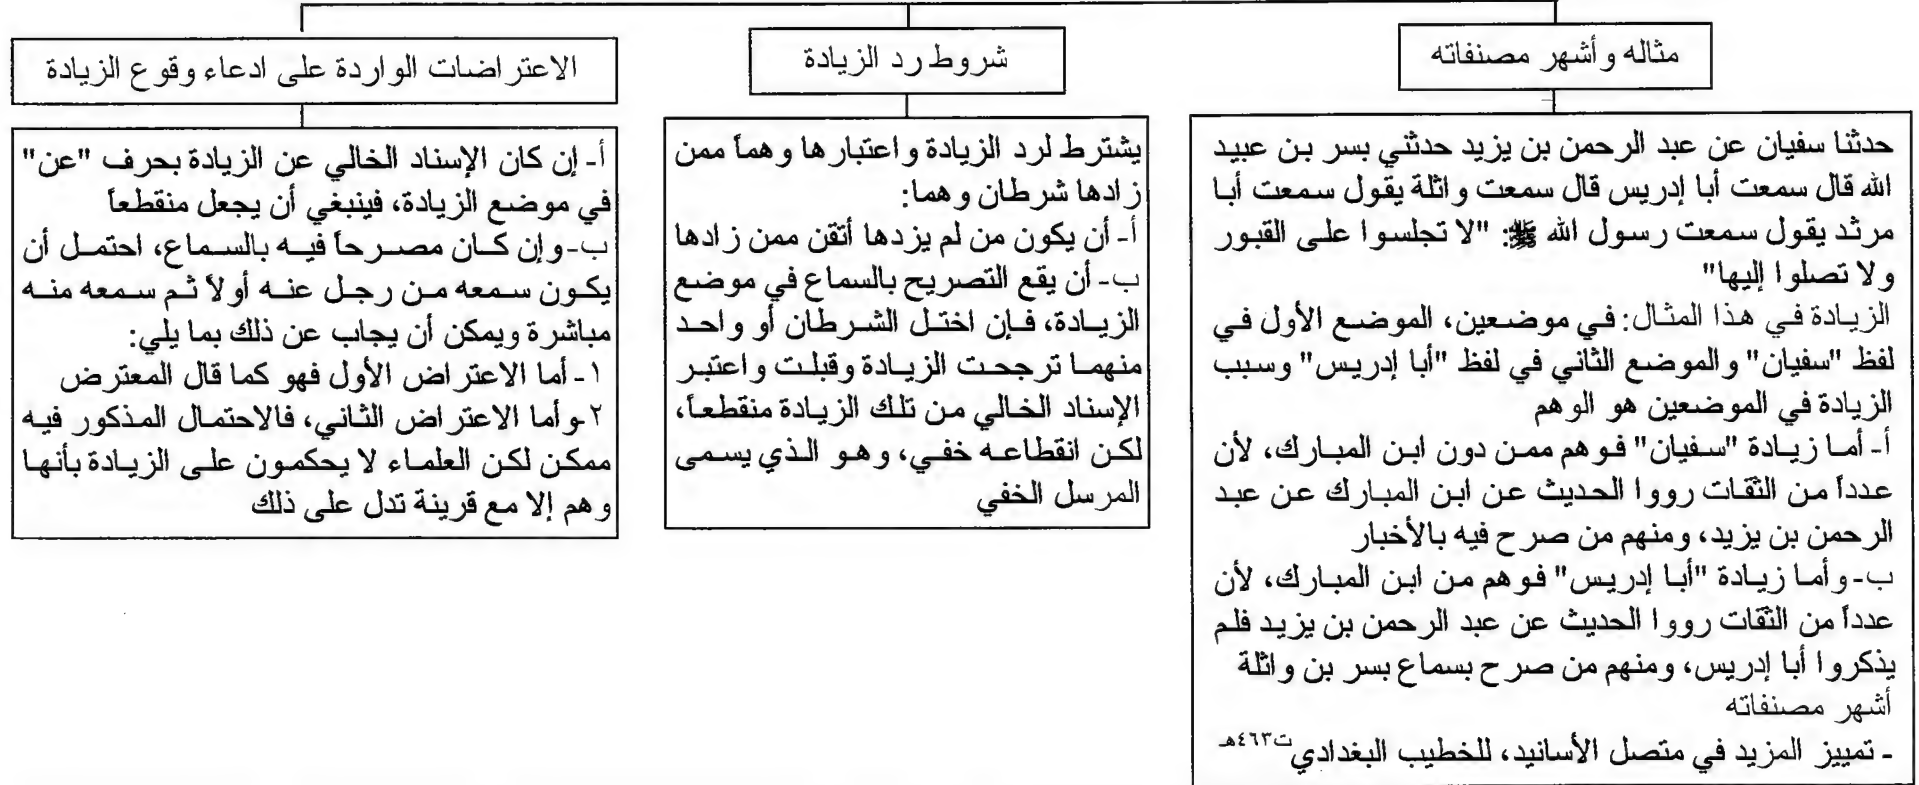 مثاله وأشهر مصنفاته
حدثنا سفيان عن عبد الرحمن بن يزيد حدثني بسر بن عبيد
الله قال سمعت أبا إدريس قال سمعت واثلة يقول سمعت أبا
مرثد يقول سمعت رسول الله ﷺ: "لا تجلسوا على القبور
ولا تصلوا إليها"
الزيادة في هذا المثال: في موضعين، الموضع الأول في
لفظ "سفيان" والموضع الثاني في لفظ "أبا إدريس" وسبب
الزيادة في الموضعين هو الوهم
أ- أما زيادة "سفيان" فوهم ممن دون ابن المبارك، لأن
عدداً من الثقات رووا الحديث عن ابن المبارك عن عبد
الرحمن بن يزيد، ومنهم من صرح فيه بالأخبار
ب- وأما زيادة "أبا إدريس" فوهم من ابن المبارك، لأن
عدداً من الثقات رووا الحديث عن عبد الرحمن بن يزيد فلم
يذكروا أبا إدريس، ومنهم من صرح بسماع بسر بن واثلة
أشهر مصنفاته
- تمييز المزيد في متصل الأسانيد، للخطيب البغدادي ت٤٦٣هـ
شروط رد الزيادة
يشترط لرد الزيادة واعتبارها وهماً ممن
زادها شرطان وهما:
أ- أن يكون من لم يزدها أتقن ممن زادها
ب- أن يقع التصريح بالسماع في موضع
الزيادة، فإن اختل الشرطان أو واحد
منهما ترجحت الزيادة وقبلت واعتبر
الإسناد الخالي من تلك الزيادة منقطعاً،
لكن انقطاعه خفي، وهو الذي يسمى
المرسل الخفي
الاعتراضات الواردة على ادعاء وقوع الزيادة
أ- إن كان الإسناد الخالي عن الزيادة بحرف "عن"
في موضع الزيادة، فينبغي أن يجعل منقطعاً
ب- وإن كان مصرحاً فيه بالسماع، احتمل أن
يكون سمعه من رجل عنه أولاً ثم سمعه منه
مباشرة ويمكن أن يجاب عن ذلك بما يلي:
١- أما الاعتراض الأول فهو كما قال المعترض
٢- وأما الاعتراض الثاني، فالاحتمال المذكور فيه
ممكن لكن العلماء لا يحكمون على الزيادة بأنها
وهم إلا مع قرينة تدل على ذلك